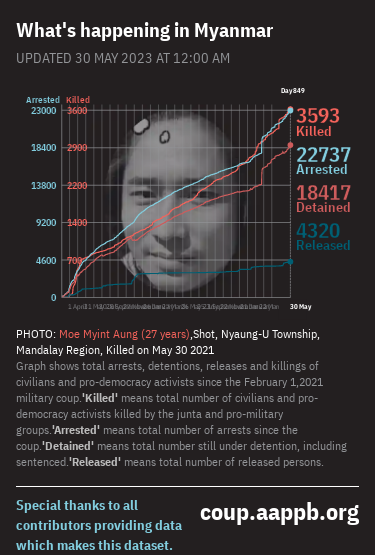 What's happening in Myanmar
UPDATED 30 MAY 2023 AT 12:00 AM
Day849
Arrested Killed
23000 3600
3593
Killed
18400 2900
22737
Arrested
13800 2200
18417
Detained
9200 1400
4320
Released
4600 700
0
30 May
PHOTO: Moe Myint Aung (27 years),Shot, Nyaung-U Township,
Mandalay Region, Killed on May 30 2021
Graph shows total arrests, detentions, releases and killings of
civilians and pro-democracy activists since the February 1,2021
military coup.'Killed' means total number of civilians and pro-
democracy activists killed by the junta and pro-military
groups.'Arrested' means total number of arrests since the
coup.'Detained' means total number still under detention, including
sentenced.'Released' means total number of released persons.
Special thanks to all
contributors providing data
which makes this dataset.
coup.aappb.org